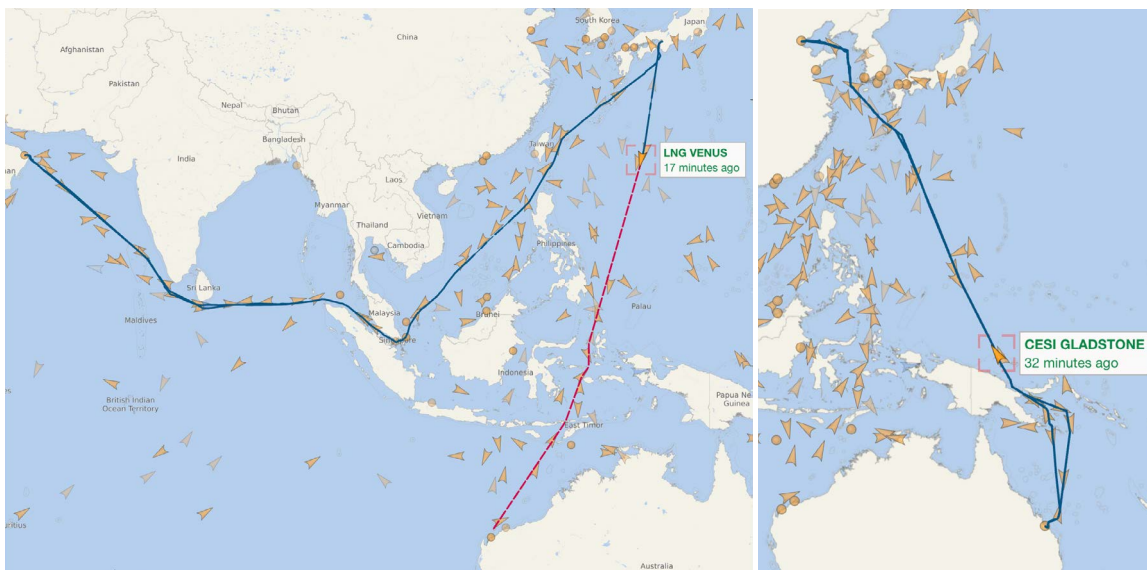 South Korea
Japan
China
Afghanistan
Pakistan
Nepal
Bhutan
Bangladesh
India
Taiwan
LNG VENUS
17 minutes ago
Laos
Myanmar
Thailand
Vietnam
Cambodia
Philippines
Sri Lanka
Maldives
Malaysia
Brunei
Palau
Singapore
Indonesia
British Indian
Ocean Territory
Papua New
Guinea
East Timor
Australia
CESI GLADSTONE
32 minutes ago